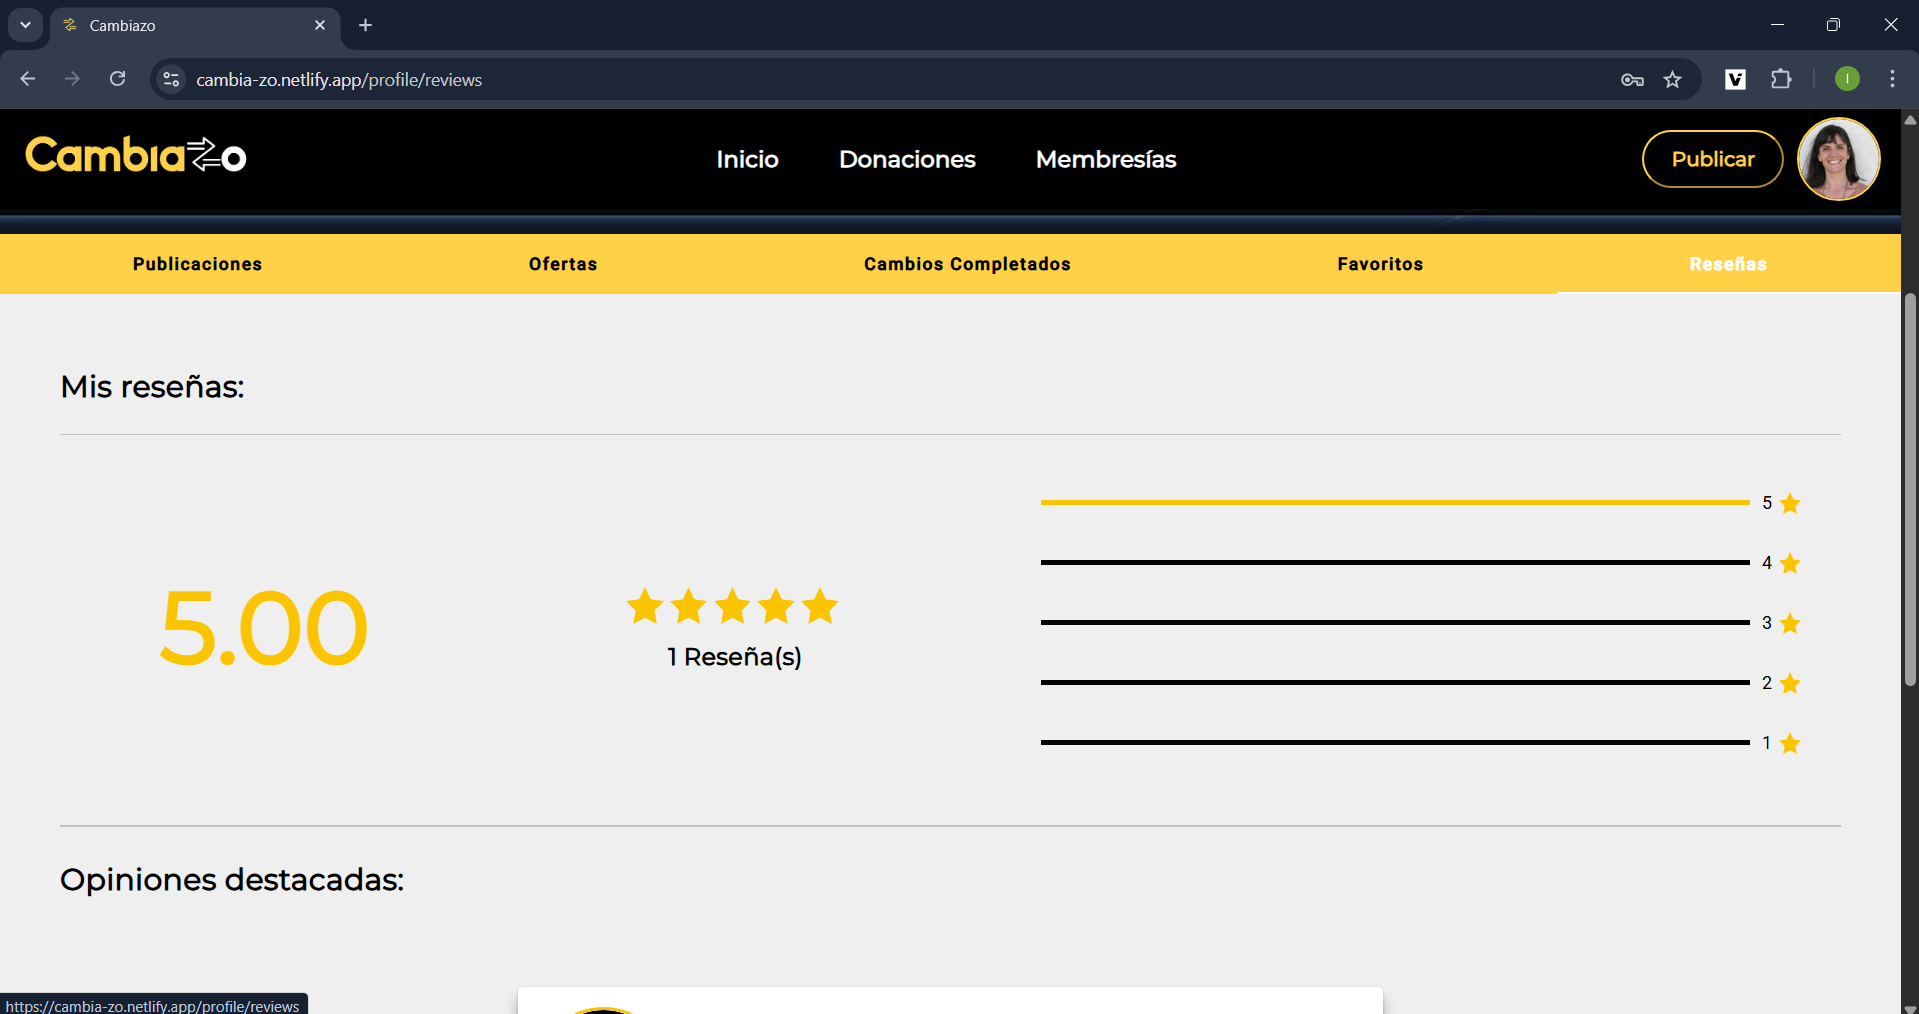 Cambiazo
cambia-zo.netlify.app/profile/reviews
I
Cambiazo
Inicio
Donaciones
Membresías
Publicar
Publicaciones
Ofertas
Cambios Completados
Favoritos
Reseñas
Mis reseñas:
5.00
1 Reseña(s)
5
4
3
2
1
Opiniones destacadas:
https://cambia-zo.netlify.app/profile/reviews